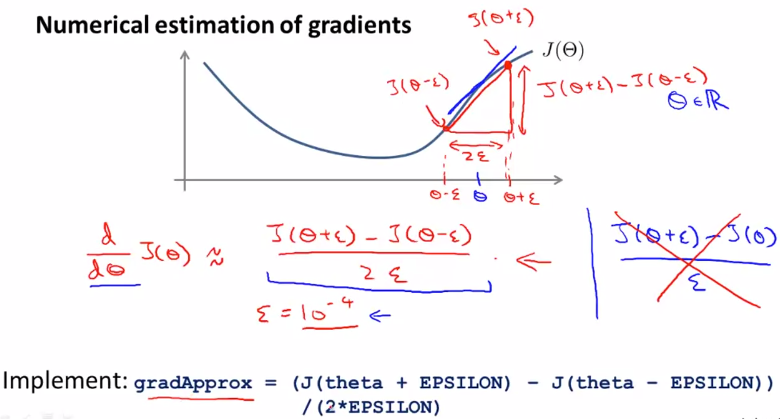 Numerical estimation of gradients
J(θ+ε)
J(Θ)
J(θ-ε)
J(θ+ε) - J(θ-ε)
θ ∈ ℝ
2ε
θ-ε θ θ+ε
d/dθ J(θ) ≈ (J(θ+ε) - J(θ-ε))/2ε
(J(θ+ε) - J(θ))/ε
ε = 10^-4
Implement: gradApprox = (J(theta + EPSILON) - J(theta - EPSILON))
/(2*EPSILON)